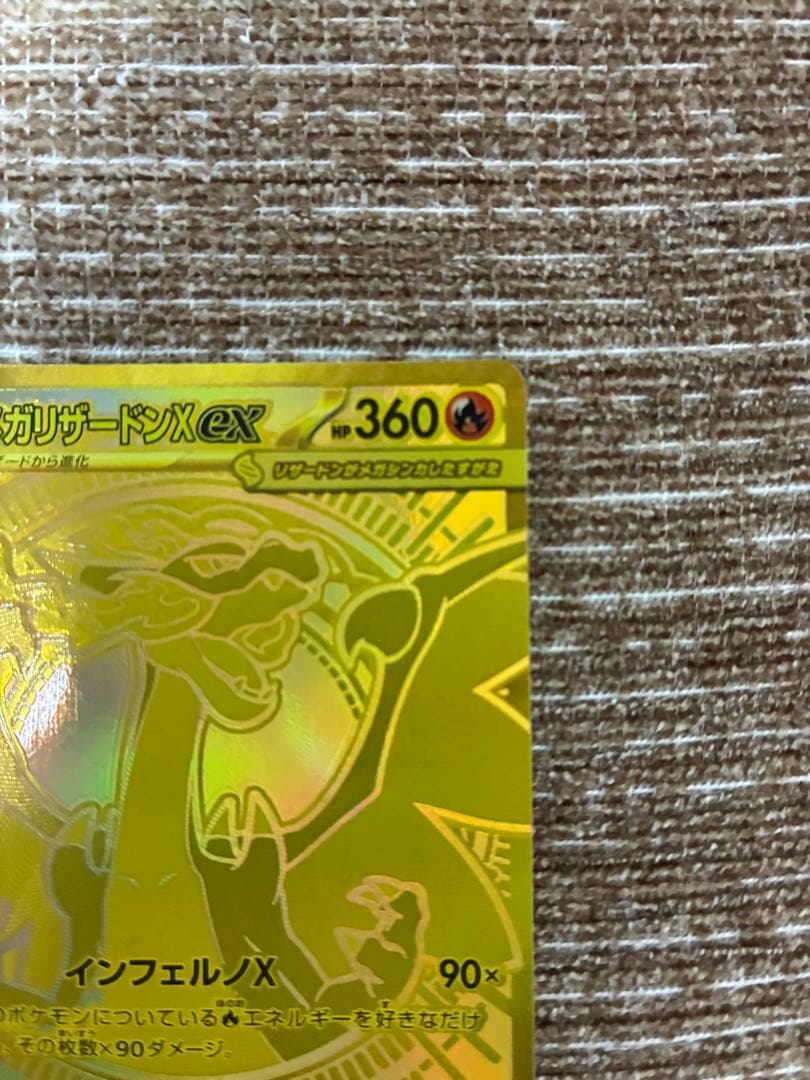 メガリザードンXex HP360
ザードから進化
リザードンがメガシンカしたすがた
インフェルノX 90×
のポケモンについているエネルギーを好きなだけ
、その枚数×90ダメージ。